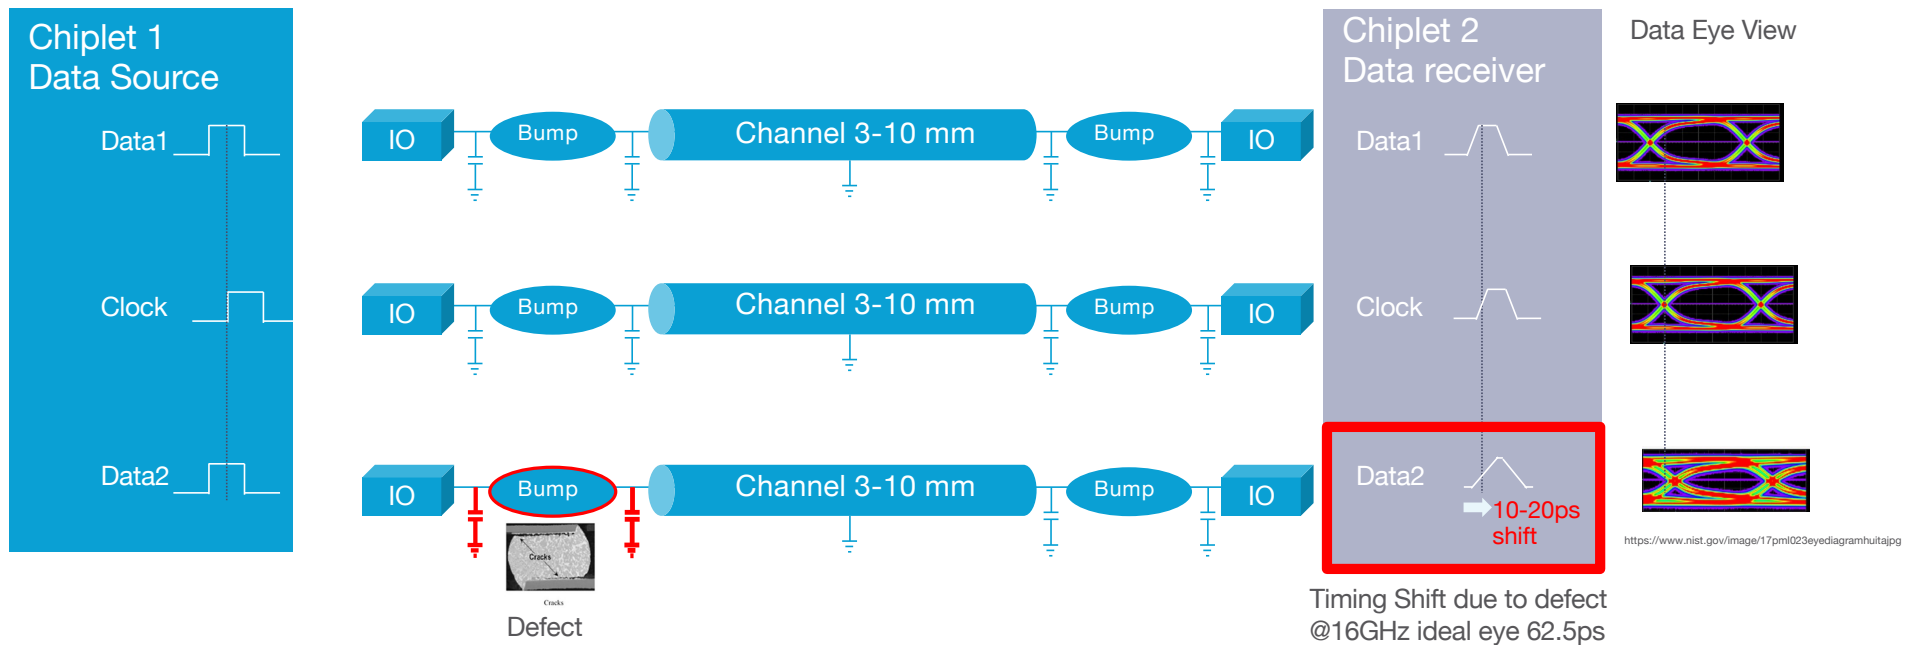 Chiplet 1
Data Source
Data1
Clock
Data2
IO
Bump
Channel 3-10 mm
Bump
IO
IO
Bump
Channel 3-10 mm
Bump
IO
IO
Bump
Channel 3-10 mm
Bump
IO
Cracks
Cracks
Defect
Chiplet 2
Data receiver
Data1
Clock
Data2
10-20ps
shift
Timing Shift due to defect
@16GHz ideal eye 62.5ps
Data Eye View
https://www.nist.gov/image/17pml023eyediagramhuitajpg